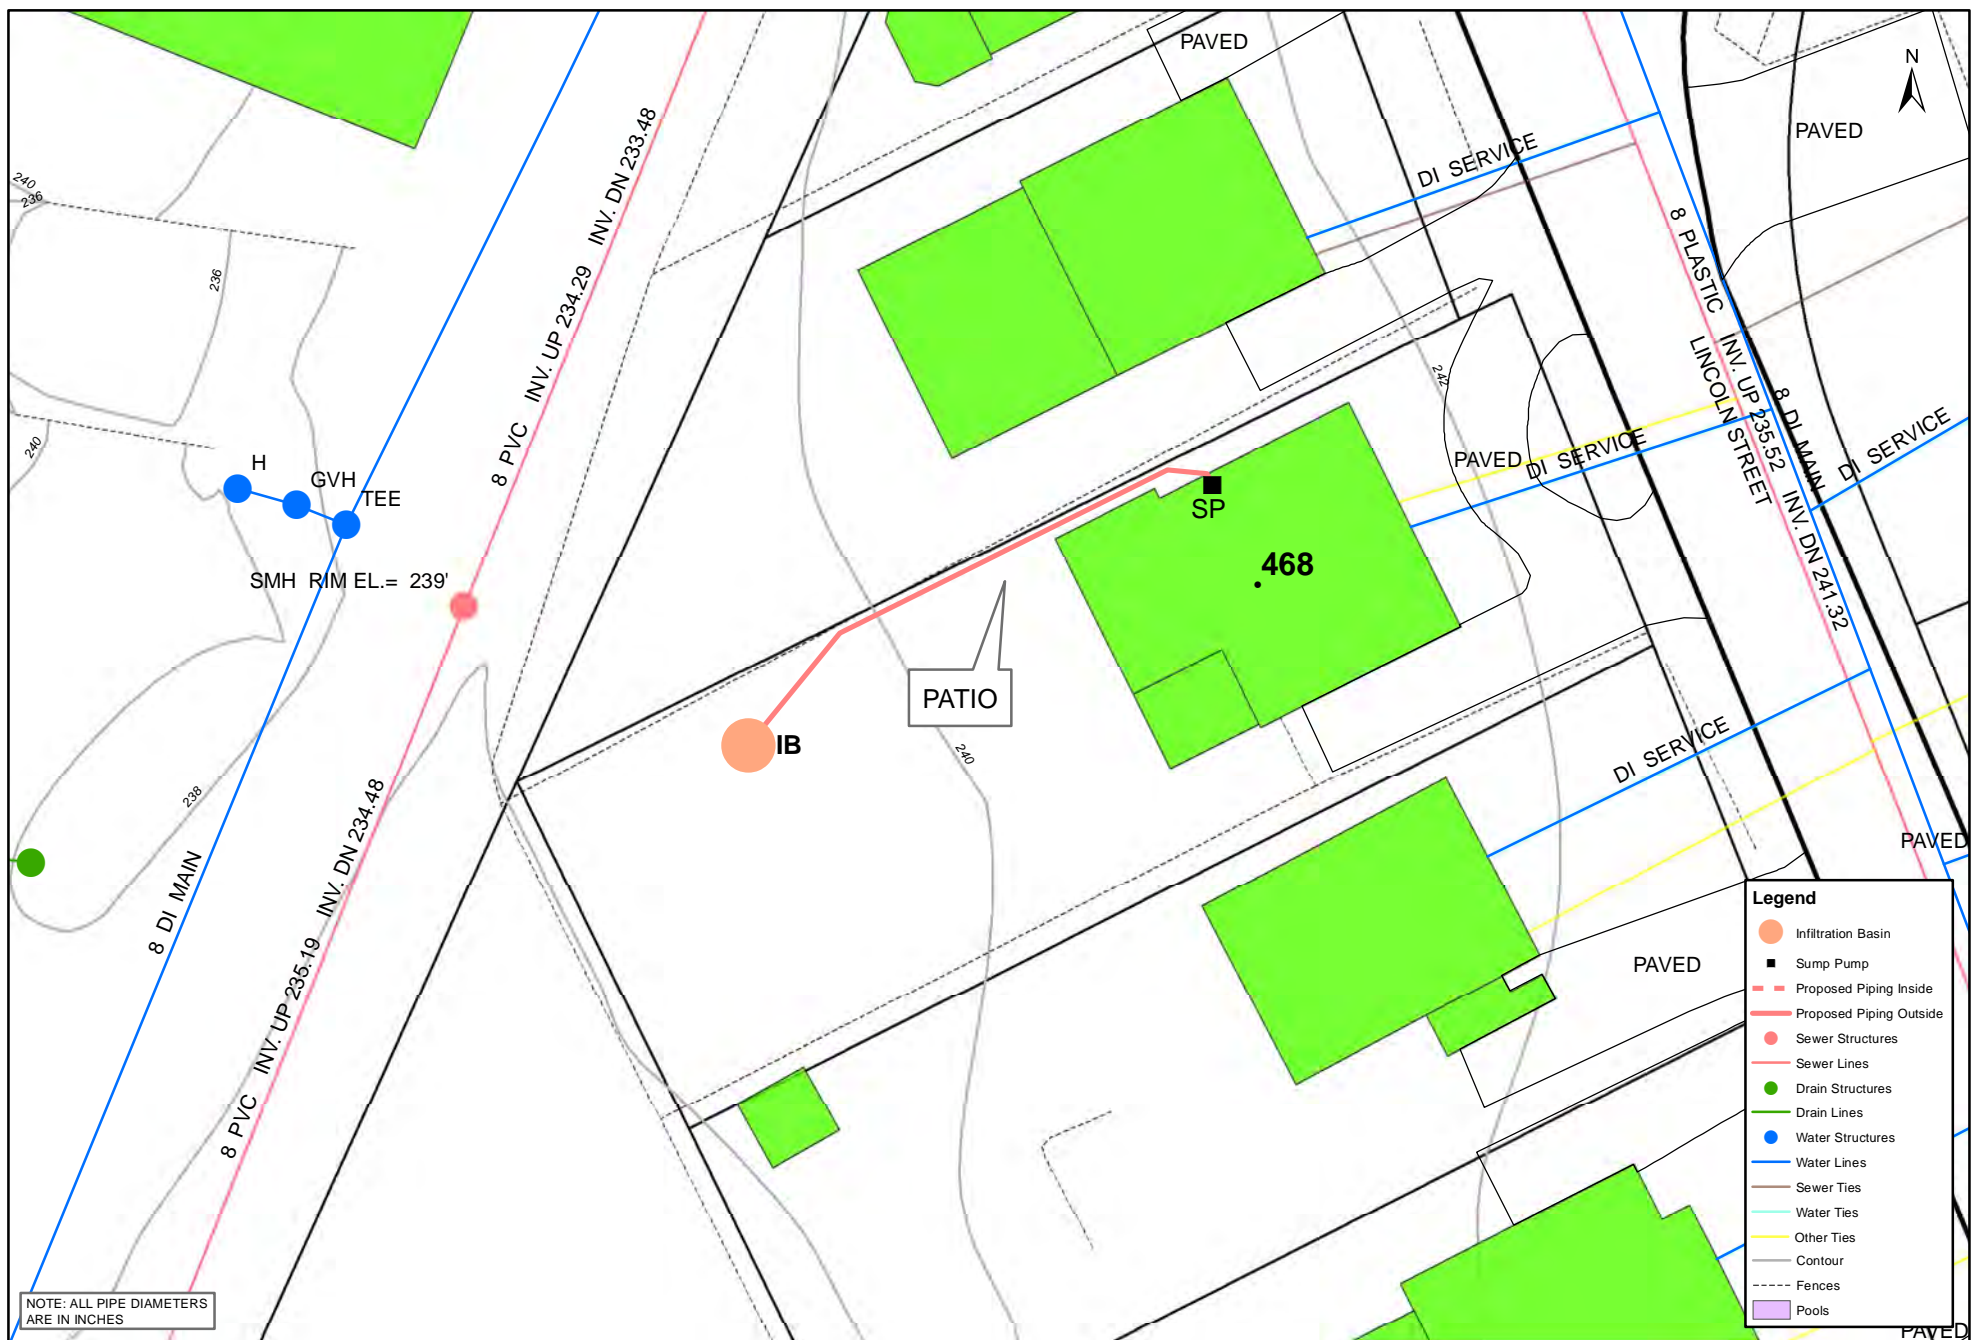 PAVED
N
PAVED
8 PVC INV. UP 234.29 INV. DN 233.48
DI SERVICE
240
236
236
8 PLASTIC INV. UP 235.52 INV. DN 241.32
LINCOLN STREET
8 DI MAIN
242
240
H
GVH
TEE
PAVED
DI SERVICE
DI SERVICE
SP
468
SMH RIM EL.= 239'
PATIO
IB
240
DI SERVICE
238
8 DI MAIN
8 PVC INV. UP 235.19 INV. DN 234.48
PAVED
PAVED
Legend
Infiltration Basin
Sump Pump
Proposed Piping Inside
Proposed Piping Outside
Sewer Structures
Sewer Lines
Drain Structures
Drain Lines
Water Structures
Water Lines
Sewer Ties
Water Ties
Other Ties
Contour
Fences
Pools
NOTE: ALL PIPE DIAMETERS
ARE IN INCHES
PAVED